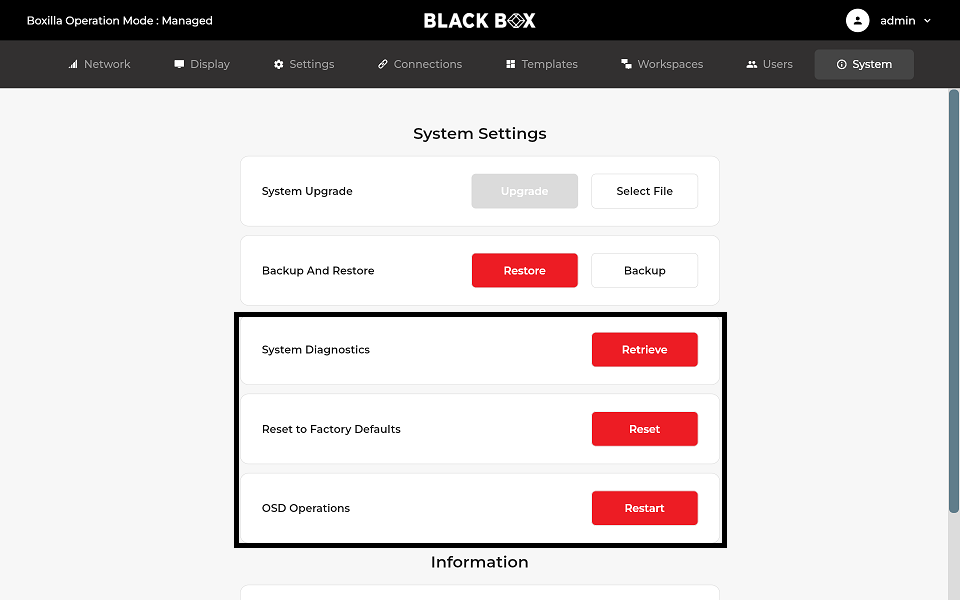 Boxilla Operation Mode : Managed
BLACK BOX
admin
Network
Display
Settings
Connections
Templates
Workspaces
Users
System
System Settings
System Upgrade
Upgrade
Select File
Backup And Restore
Restore
Backup
System Diagnostics
Retrieve
Reset to Factory Defaults
Reset
OSD Operations
Restart
Information